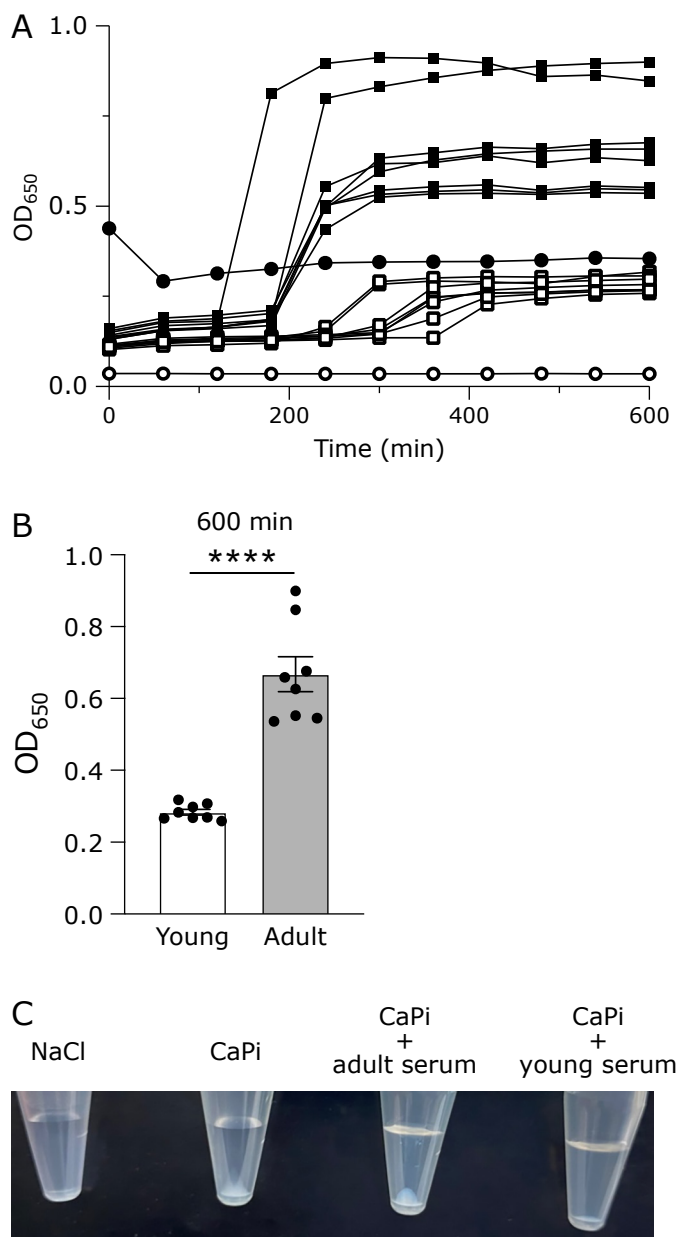 A
1.0
0.5
0.0
OD650
0
200
400
600
Time (min)
B
600 min
****
1.0
0.8
0.6
0.4
0.2
0.0
OD650
Young
Adult
C
NaCl
CaPi
CaPi
+
adult serum
CaPi
+
young serum